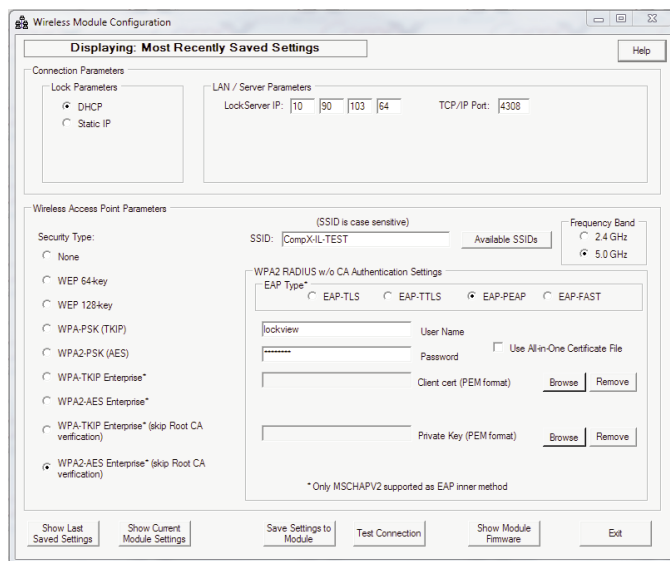 Wireless Module Configuration
Displaying: Most Recently Saved Settings
Help
Connection Parameters
Lock Parameters
DHCP
Static IP
LAN / Server Parameters
LockServer IP: 10 90 103 64 TCP/IP Port: 4308
Wireless Access Point Parameters
Security Type:
None
WEP 64-key
WEP 128-key
WPA-PSK (TKIP)
WPA2-PSK (AES)
WPA-TKIP Enterprise*
WPA2-AES Enterprise*
WPA-TKIP Enterprise* (skip Root CA
verification)
WPA2-AES Enterprise* (skip Root CA
verification)
(SSID is case sensitive)
SSID: CompX-IL-TEST Available SSIDs
Frequency Band
2.4 GHz
5.0 GHz
WPA2 RADIUS w/o CA Authentication Settings
EAP Type*
EAP-TLS EAP-TTLS EAP-PEAP EAP-FAST
lockview User Name
******** Password
Use All-in-One Certificate File
Client cert (PEM format) Browse Remove
Private Key (PEM format) Browse Remove
* Only MSCHAPV2 supported as EAP inner method
Show Last
Saved Settings
Show Current
Module Settings
Save Settings to
Module
Test Connection
Show Module
Firmware
Exit